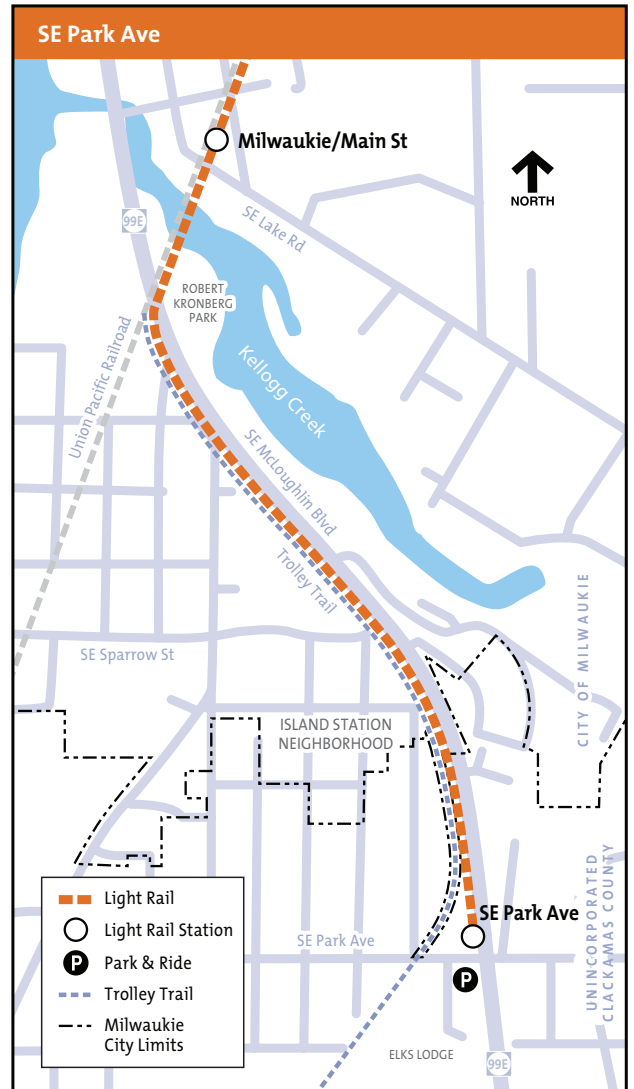 SE Park Ave
Milwaukie/Main St
NORTH
99E
SE Lake Rd
ROBERT
KRONBERG
PARK
Union Pacific Railroad
Kellogg Creek
SE McLoughlin Blvd
Trolley Trail
SE Sparrow St
CITY OF MILWAUKIE
ISLAND STATION
NEIGHBORHOOD
UNINCORPORATED
CLACKAMAS COUNTY
SE Park Ave
SE Park Ave
P
ELKS LODGE
99E
Light Rail
Light Rail Station
P Park & Ride
Trolley Trail
Milwaukie
City Limits